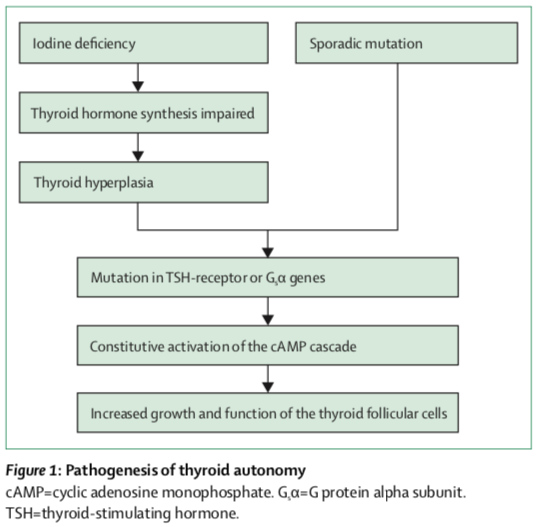 Iodine deficiency
Sporadic mutation
Thyroid hormone synthesis impaired
Thyroid hyperplasia
Mutation in TSH-receptor or Gₛα genes
Constitutive activation of the cAMP cascade
Increased growth and function of the thyroid follicular cells
Figure 1: Pathogenesis of thyroid autonomy
cAMP=cyclic adenosine monophosphate. Gₛα=G protein alpha subunit.
TSH=thyroid-stimulating hormone.